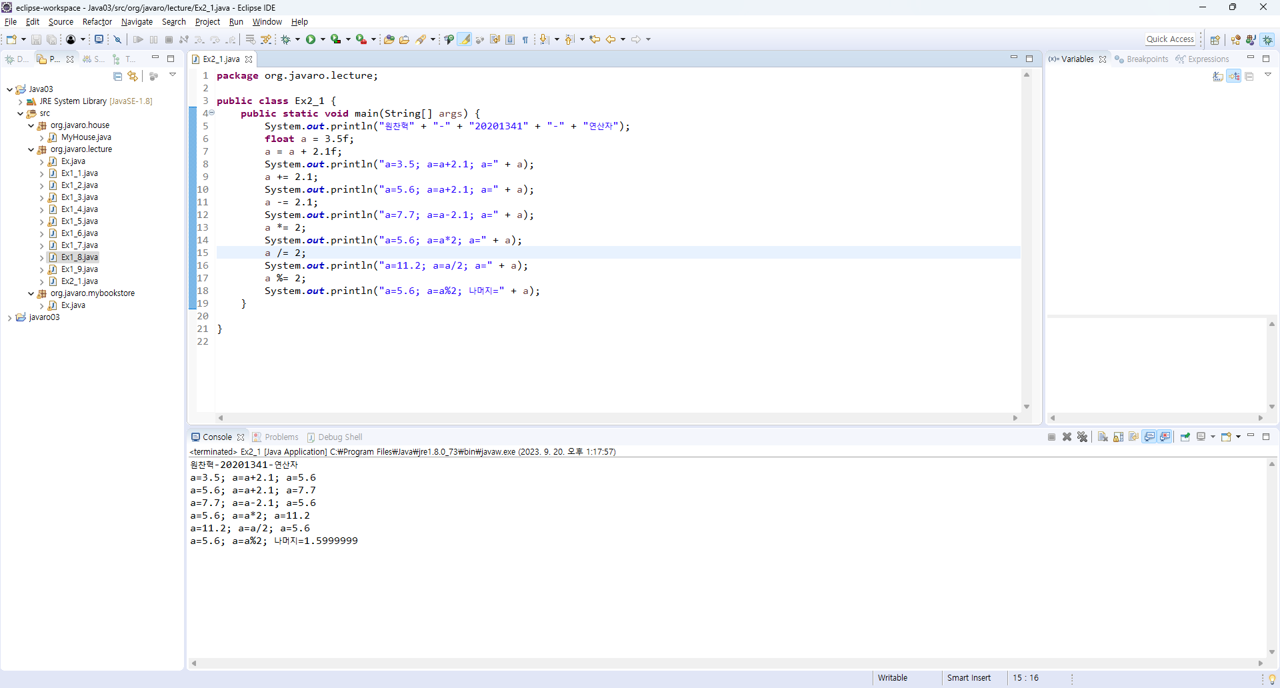 eclipse-workspace - Java03/src/org/javaro/lecture/Ex2_1.java - Eclipse IDE
File Edit Source Refactor Navigate Search Project Run Window Help
Quick Access
D... P... S... T...
Java03
JRE System Library [JavaSE-1.8]
src
org.javaro.house
MyHouse.java
org.javaro.lecture
Ex.java
Ex1_1.java
Ex1_2.java
Ex1_3.java
Ex1_4.java
Ex1_5.java
Ex1_6.java
Ex1_7.java
Ex1_8.java
Ex1_9.java
Ex2_1.java
org.javaro.mybookstore
Ex.java
javaro03
Ex2_1.java
1 package org.javaro.lecture;
2
3 public class Ex2_1 {
4 public static void main(String[] args) {
5 System.out.println("원찬혁" + "-" + "20201341" + "-" + "연산자");
6 float a = 3.5f;
7 a = a + 2.1f;
8 System.out.println("a=3.5; a=a+2.1; a=" + a);
9 a += 2.1;
10 System.out.println("a=5.6; a=a+2.1; a=" + a);
11 a -= 2.1;
12 System.out.println("a=7.7; a=a-2.1; a=" + a);
13 a *= 2;
14 System.out.println("a=5.6; a=a*2; a=" + a);
15 a /= 2;
16 System.out.println("a=11.2; a=a/2; a=" + a);
17 a %= 2;
18 System.out.println("a=5.6; a=a%2; 나머지=" + a);
19 }
20
21 }
22
(x)= Variables Breakpoints Expressions
Console Problems Debug Shell
<terminated> Ex2_1 [Java Application] C:₩Program Files₩Java₩jre1.8.0_73₩bin₩javaw.exe (2023. 9. 20. 오후 1:17:57)
원찬혁-20201341-연산자
a=3.5; a=a+2.1; a=5.6
a=5.6; a=a+2.1; a=7.7
a=7.7; a=a-2.1; a=5.6
a=5.6; a=a*2; a=11.2
a=11.2; a=a/2; a=5.6
a=5.6; a=a%2; 나머지=1.5999999
Writable Smart Insert 15 : 16